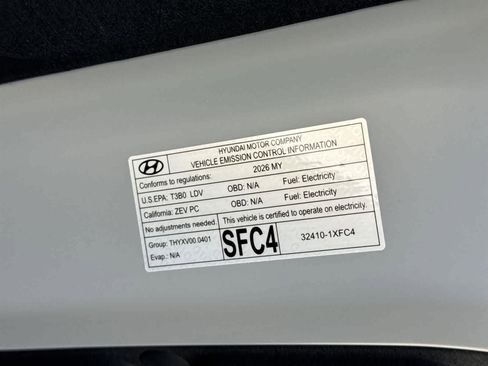 HYUNDAI MOTOR COMPANY
VEHICLE EMISSION CONTROL INFORMATION
Conforms to regulations: 2026 MY
U.S.EPA: T3B0 LDV OBD: N/A Fuel: Electricity
California: ZEV PC OBD: N/A Fuel: Electricity
No adjustments needed. This vehicle is certified to operate on electricity.
Group: THYXV00.0401 SFC4 32410-1XFC4
Evap.: N/A